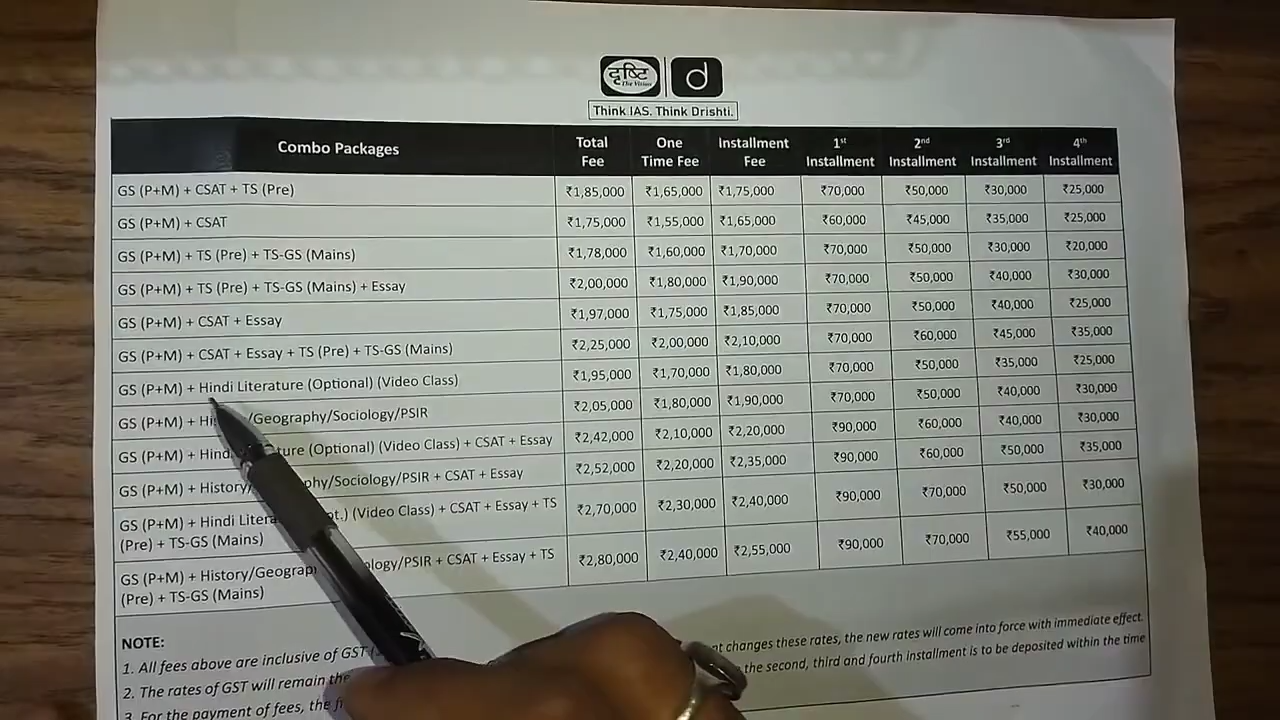 दृष्टि
The Vision
d
Think IAS. Think Drishti.
Combo Packages Total Fee One Time Fee Installment Fee 1st Installment 2nd Installment 3rd Installment 4th Installment
GS (P+M) + CSAT + TS (Pre) ₹1,85,000 ₹1,65,000 ₹1,75,000 ₹70,000 ₹50,000 ₹30,000 ₹25,000
GS (P+M) + CSAT ₹1,75,000 ₹1,55,000 ₹1,65,000 ₹60,000 ₹45,000 ₹35,000 ₹25,000
GS (P+M) + TS (Pre) + TS-GS (Mains) ₹1,78,000 ₹1,60,000 ₹1,70,000 ₹70,000 ₹50,000 ₹30,000 ₹20,000
GS (P+M) + TS (Pre) + TS-GS (Mains) + Essay ₹2,00,000 ₹1,80,000 ₹1,90,000 ₹70,000 ₹50,000 ₹40,000 ₹30,000
GS (P+M) + CSAT + Essay ₹1,97,000 ₹1,75,000 ₹1,85,000 ₹70,000 ₹50,000 ₹40,000 ₹25,000
GS (P+M) + CSAT + Essay + TS (Pre) + TS-GS (Mains) ₹2,25,000 ₹2,00,000 ₹2,10,000 ₹70,000 ₹60,000 ₹45,000 ₹35,000
GS (P+M) + Hindi Literature (Optional) (Video Class) ₹1,95,000 ₹1,70,000 ₹1,80,000 ₹70,000 ₹50,000 ₹35,000 ₹25,000
GS (P+M) + /Geography/Sociology/PSIR ₹2,05,000 ₹1,80,000 ₹1,90,000 ₹70,000 ₹50,000 ₹40,000 ₹30,000
GS (P+M) + (Optional) (Video Class) + CSAT + Essay ₹2,42,000 ₹2,10,000 ₹2,20,000 ₹90,000 ₹60,000 ₹40,000 ₹30,000
GS (P+M) + History/ /Sociology/PSIR + CSAT + Essay ₹2,52,000 ₹2,20,000 ₹2,35,000 ₹90,000 ₹60,000 ₹50,000 ₹35,000
GS (P+M) + Hindi (Video Class) + CSAT + Essay + TS ₹2,70,000 ₹2,30,000 ₹2,40,000 ₹90,000 ₹70,000 ₹50,000 ₹30,000
(Pre) + TS-GS (Mains)
GS (P+M) + History/ /PSIR + CSAT + Essay + TS ₹2,80,000 ₹2,40,000 ₹2,55,000 ₹90,000 ₹70,000 ₹55,000 ₹40,000
(Pre) + TS-GS (Mains)
NOTE:
1. All fees above are inclusive of GST
2. The rates of GST will remain the changes these rates, the new rates will come into force with immediate effect.
3. For the payment of fees, the the second, third and fourth installment is to be deposited within the time